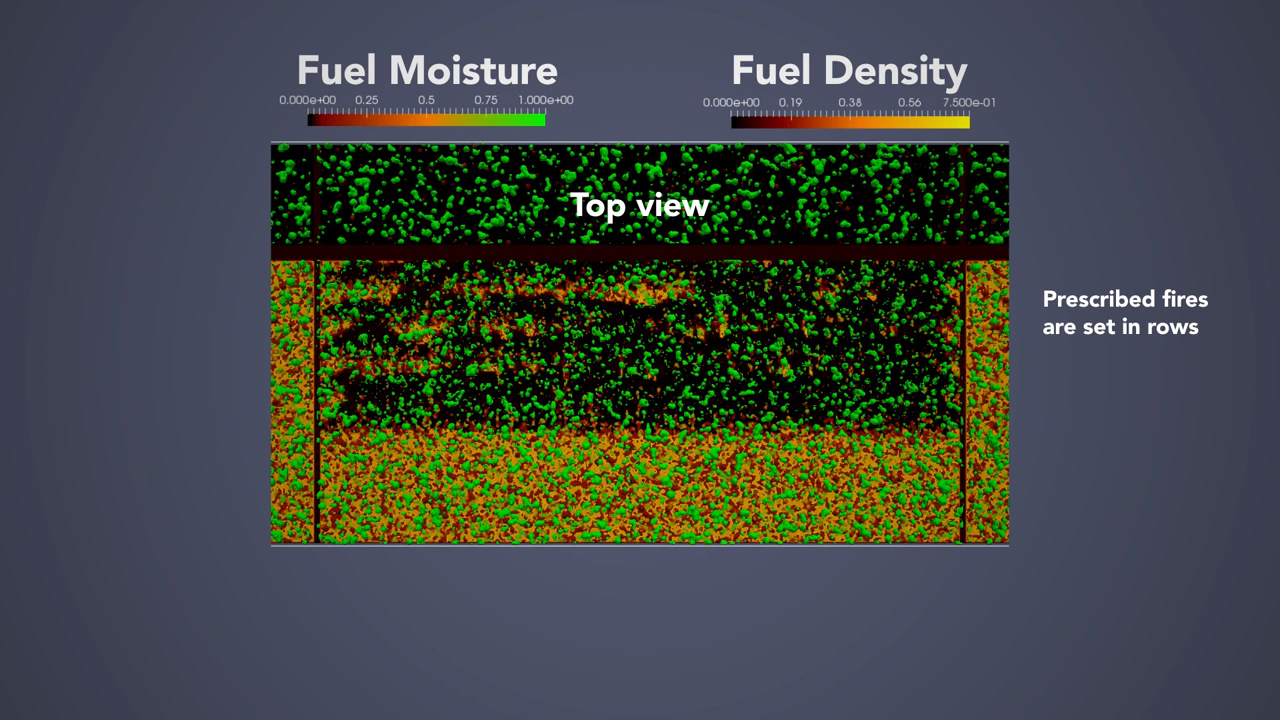 Fuel Moisture
0.000e+00 0.25 0.5 0.75 1.000e+00
Fuel Density
0.000e+00 0.19 0.38 0.56 7.500e-01
Top view
Prescribed fires
are set in rows